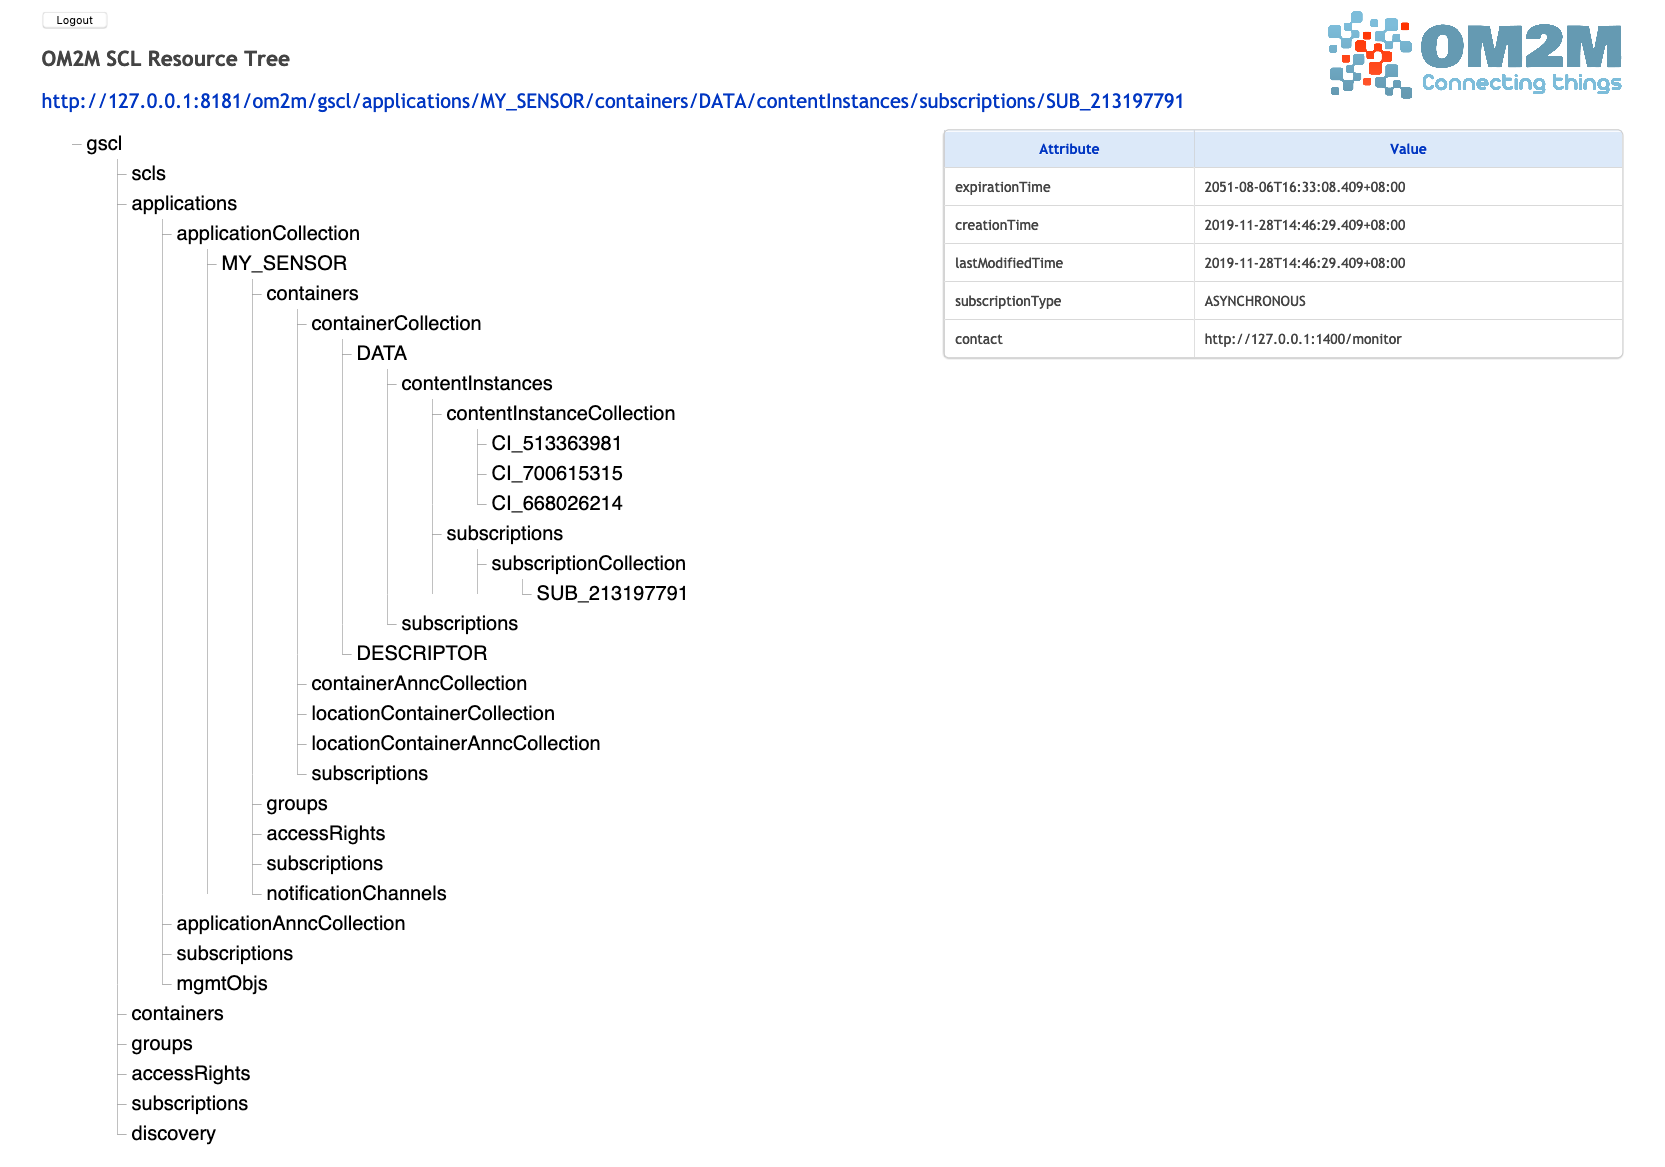 Logout
OM2M SCL Resource Tree
OM2M
Connecting things
http://127.0.0.1:8181/om2m/gscl/applications/MY_SENSOR/containers/DATA/contentInstances/subscriptions/SUB_213197791
gscl
scls
applications
applicationCollection
MY_SENSOR
containers
containerCollection
DATA
contentInstances
contentInstanceCollection
CI_513363981
CI_700615315
CI_668026214
subscriptions
subscriptionCollection
SUB_213197791
subscriptions
DESCRIPTOR
containerAnncCollection
locationContainerCollection
locationContainerAnncCollection
subscriptions
groups
accessRights
subscriptions
notificationChannels
applicationAnncCollection
subscriptions
mgmtObjs
containers
groups
accessRights
subscriptions
discovery
Attribute Value
expirationTime 2051-08-06T16:33:08.409+08:00
creationTime 2019-11-28T14:46:29.409+08:00
lastModifiedTime 2019-11-28T14:46:29.409+08:00
subscriptionType ASYNCHRONOUS
contact http://127.0.0.1:1400/monitor